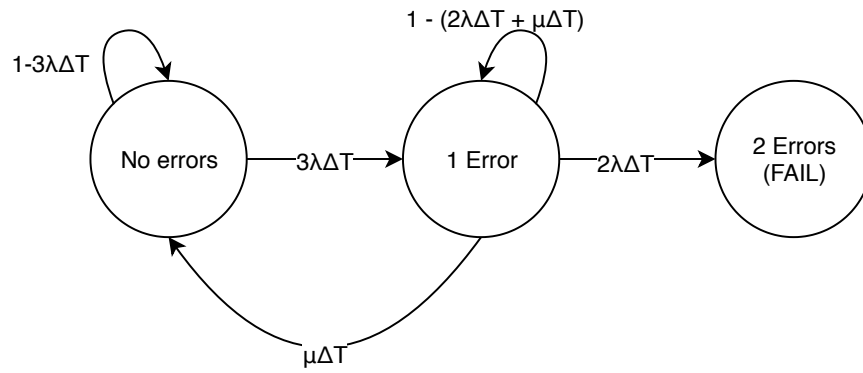 1 - (2λΔT + μΔT)
1-3λΔT
No errors
3λΔT
1 Error
2λΔT
2 Errors
(FAIL)
μΔT